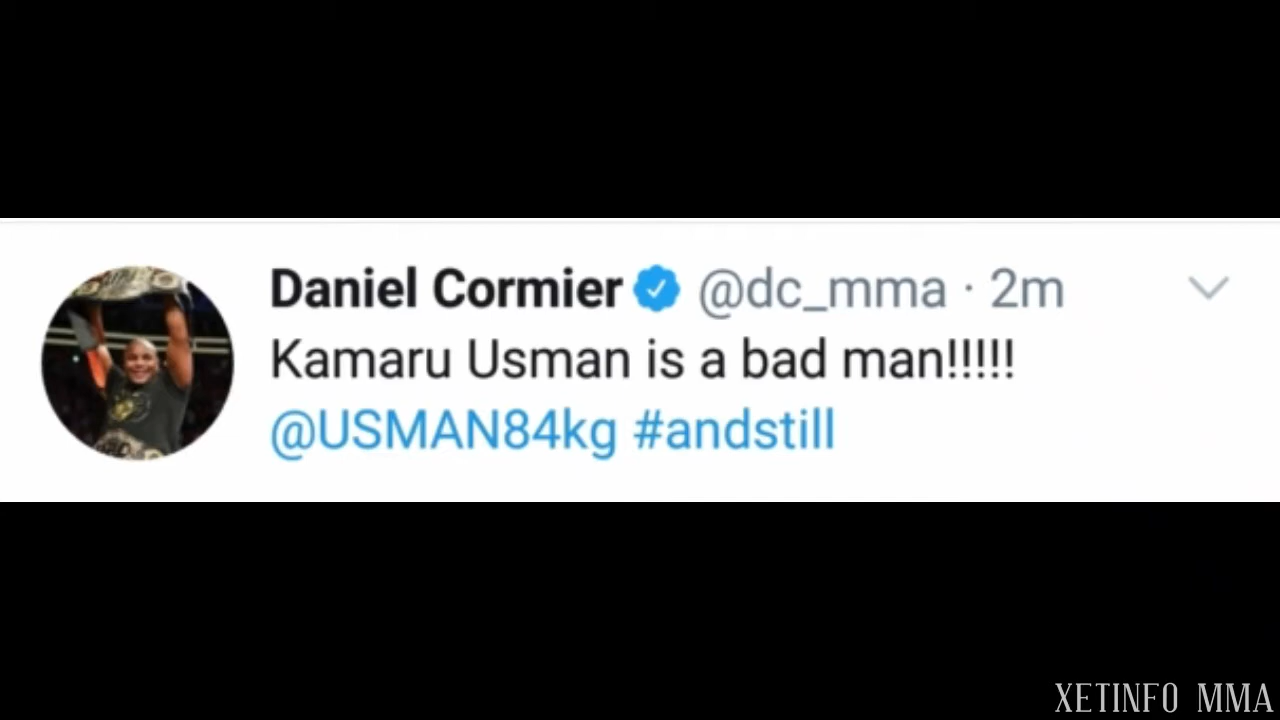 Daniel Cormier @dc_mma · 2m
Kamaru Usman is a bad man!!!!!
@USMAN84kg #andstill
XETINFO MMA